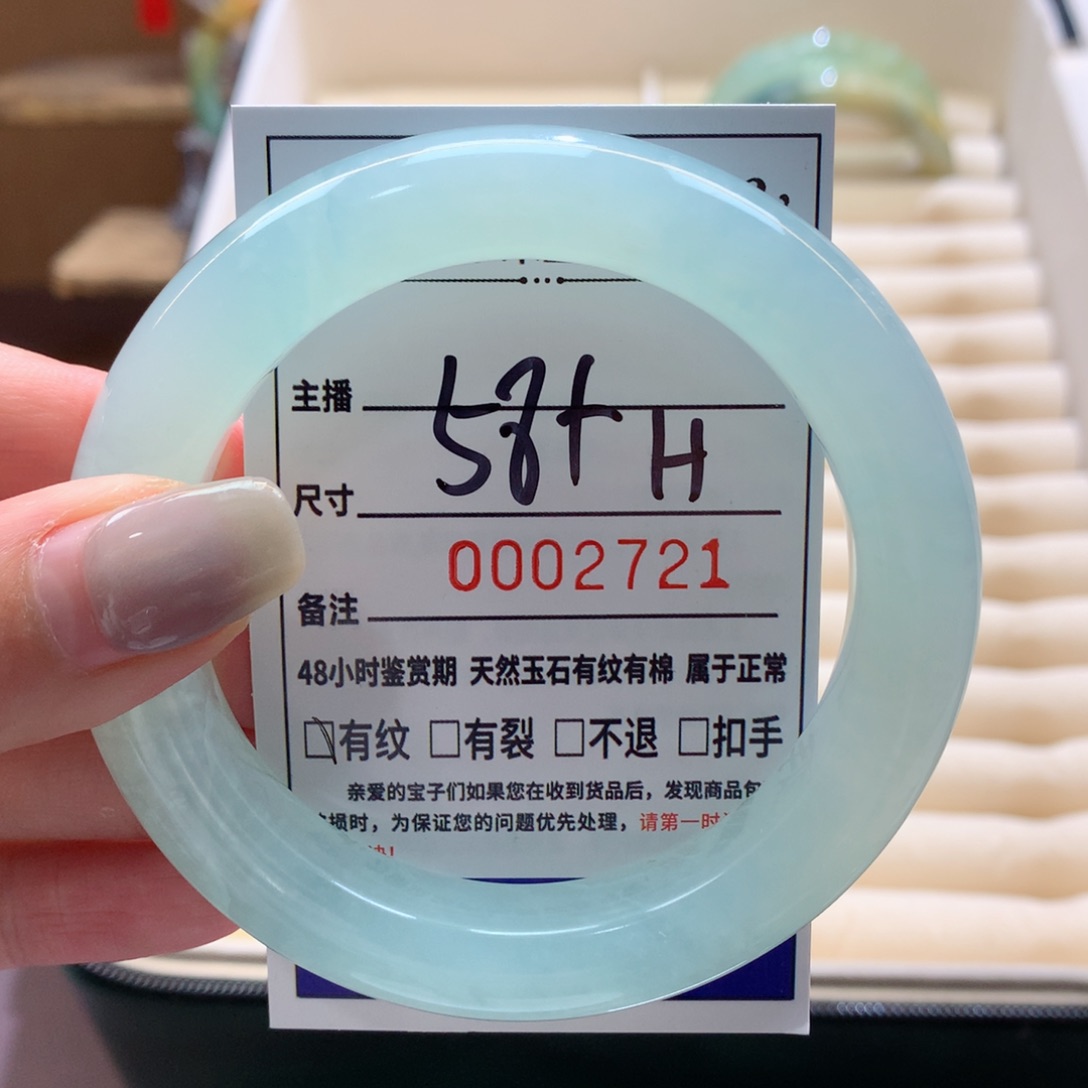 主播
58+ H
尺寸
0002721
备注
48小时鉴赏期 天然玉石有纹有棉 属于正常
☑有纹 □有裂 □不退 □扣手
亲爱的宝子们如果您在收到货品后，发现商品包
损时，为保证您的问题优先处理，请第一时